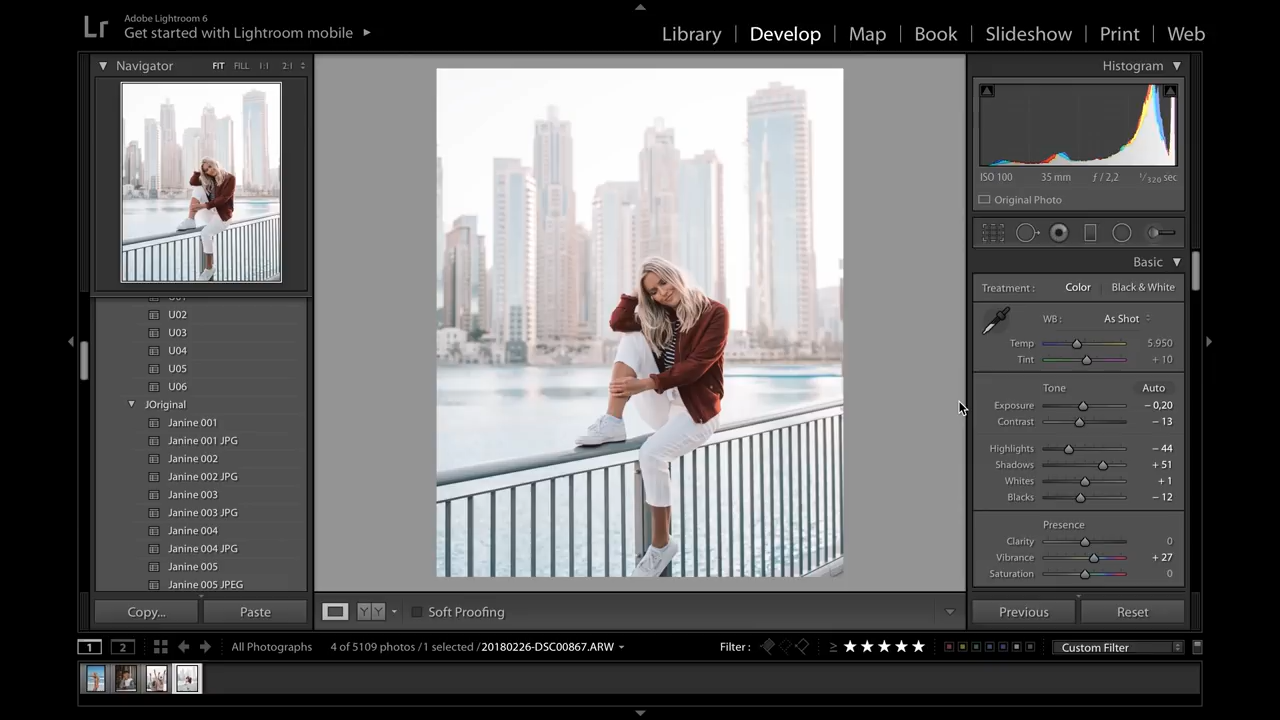 Lr
Adobe Lightroom 6
Get started with Lightroom mobile
Library | Develop | Map | Book | Slideshow | Print | Web
Navigator FIT FILL 1:1 2:1
U01
U02
U03
U04
U05
U06
JOriginal
Janine 001
Janine 001 JPG
Janine 002
Janine 002 JPG
Janine 003
Janine 003 JPG
Janine 004
Janine 004 JPG
Janine 005
Janine 005 JPEG
Copy... Paste
Y Y Soft Proofing
Histogram
ISO 100 35 mm ƒ / 2,2 1/320 sec
Original Photo
Basic
Treatment : Color Black & White
WB : As Shot
Temp 5.950
Tint + 10
Tone Auto
Exposure − 0,20
Contrast − 13
Highlights − 44
Shadows + 51
Whites + 1
Blacks − 12
Presence
Clarity 0
Vibrance + 27
Saturation 0
Previous Reset
1 2 All Photographs 4 of 5109 photos /1 selected /20180226-DSC00867.ARW Filter : ≥ ★★★★★ Custom Filter